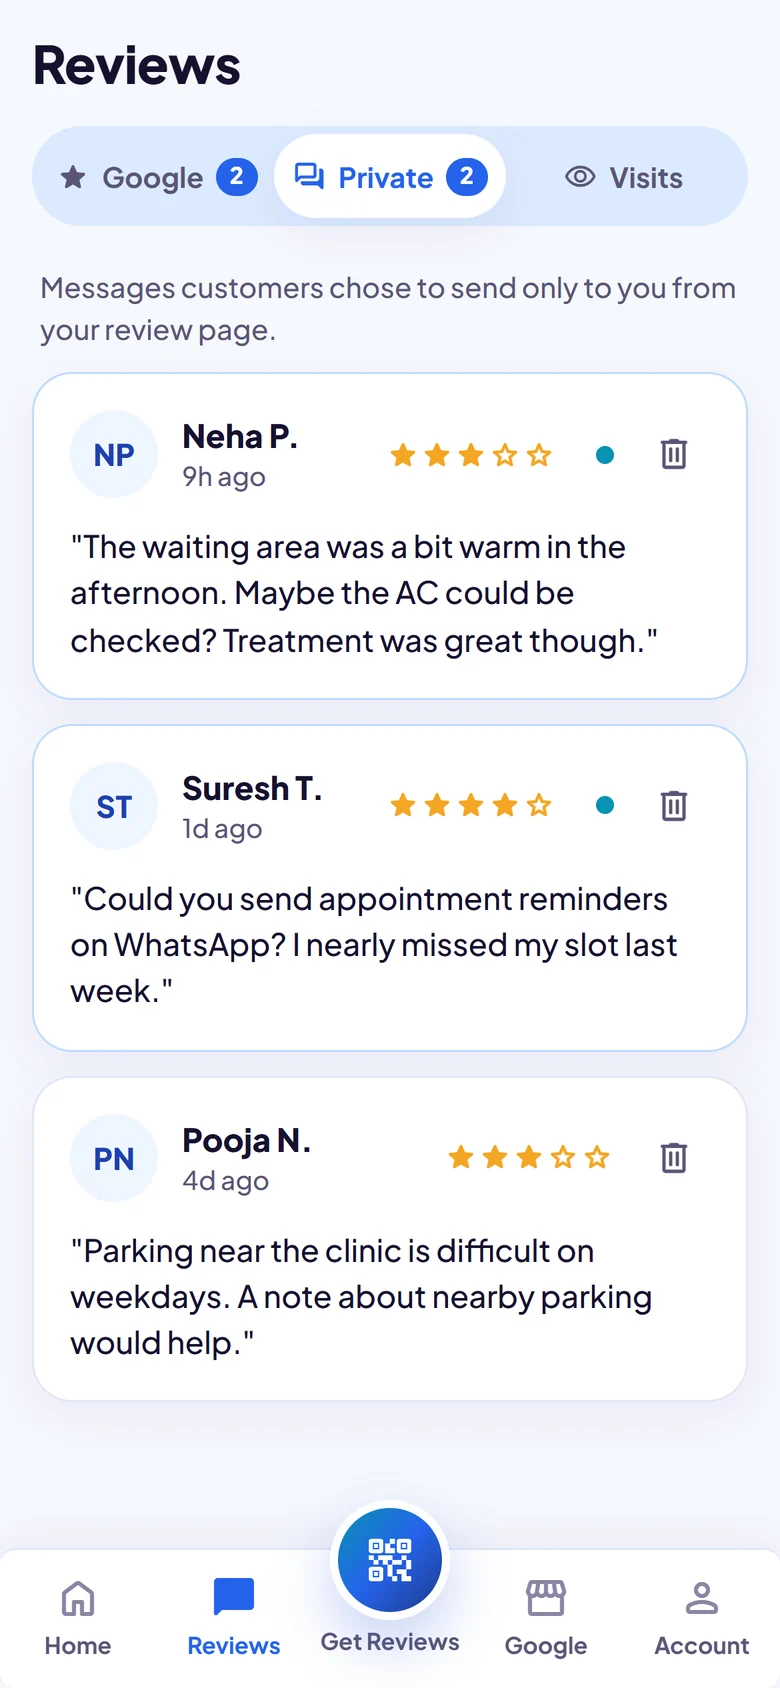 Reviews
Google 2 Private 2 Visits
Messages customers chose to send only to you from
your review page.
NP
Neha P.
9h ago
"The waiting area was a bit warm in the
afternoon. Maybe the AC could be
checked? Treatment was great though."
ST
Suresh T.
1d ago
"Could you send appointment reminders
on WhatsApp? I nearly missed my slot last
week."
PN
Pooja N.
4d ago
"Parking near the clinic is difficult on
weekdays. A note about nearby parking
would help."
Home Reviews Get Reviews Google Account